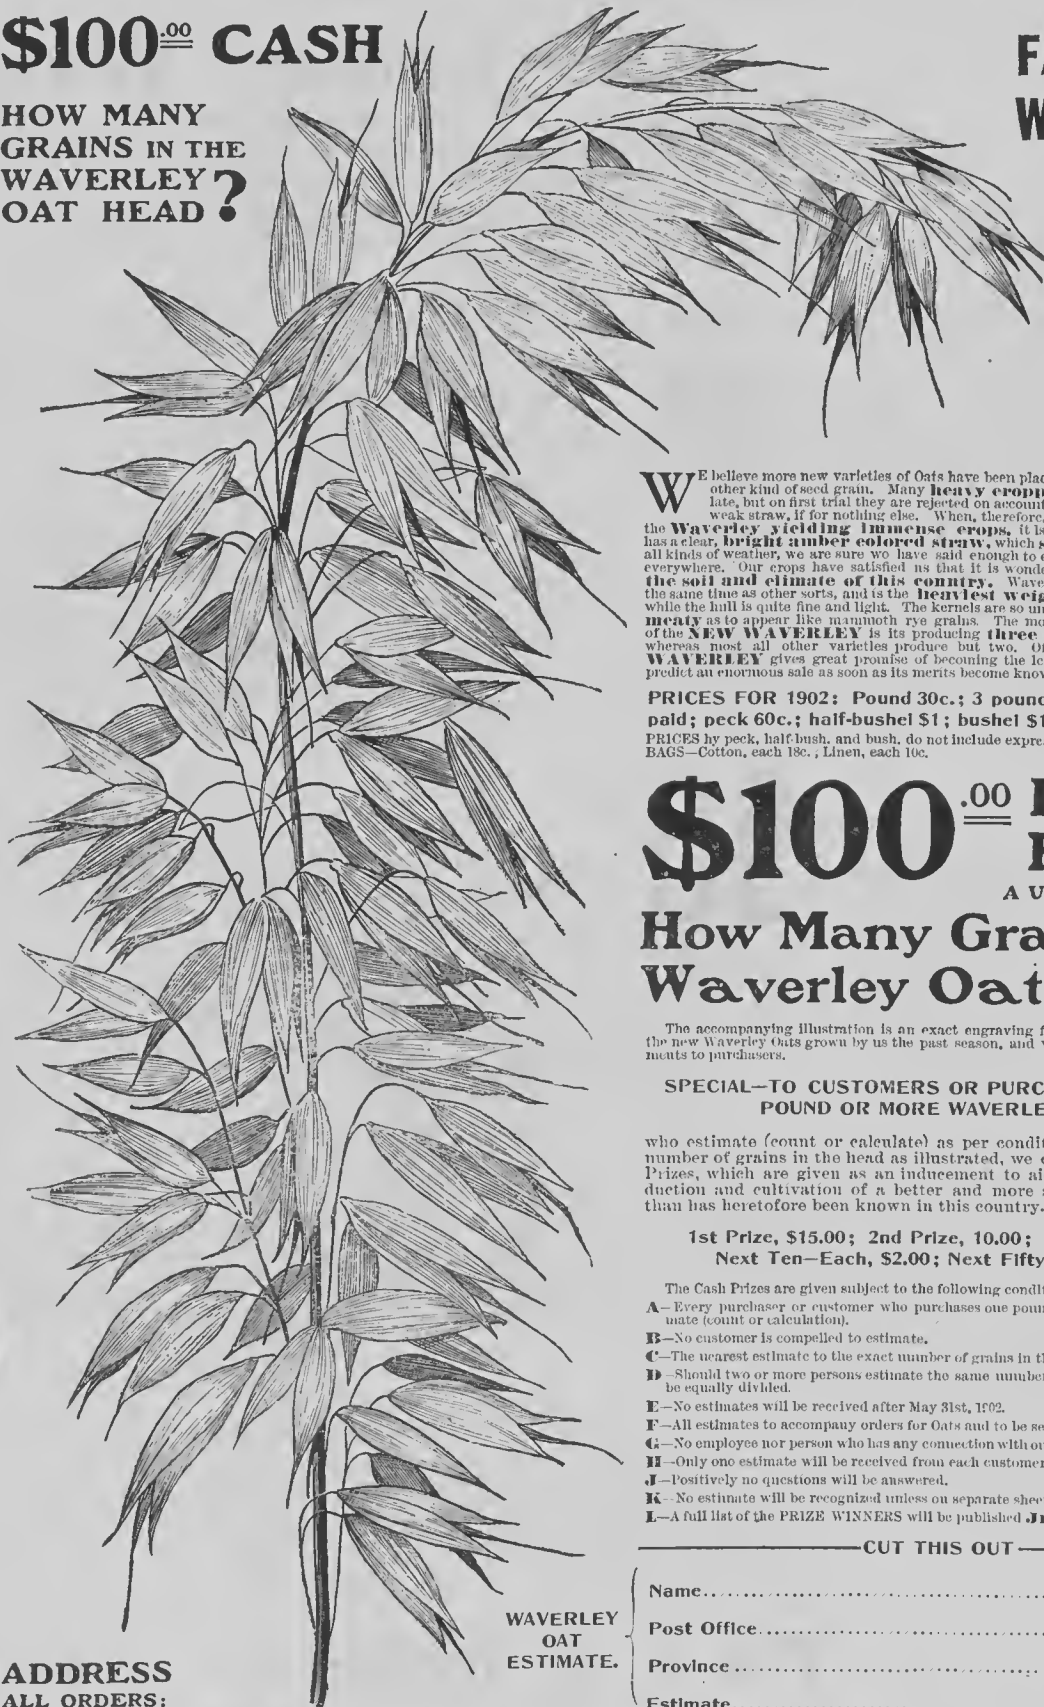 $100.00 CASH
HOW MANY
GRAINS IN THE
WAVERLEY
OAT HEAD ?
FA
W
WE believe more new varieties of Oats have been plac
other kind of seed grain. Many heavy cropp
late, but on first trial they are rejected on account
weak straw, if for nothing else. When, therefore,
the Waverley yielding immense crops, it is
has a clear, bright amber colored straw, which s
all kinds of weather, we are sure wo have said enough to e
everywhere. Our crops have satisfied us that it is wonde
the soil and climate of this country. Wave
the same time as other sorts, and is the heaviest weig
while the hull is quite fine and light. The kernels are so un
meaty as to appear like mammoth rye grains. The mo
of the NEW WAVERLEY is its producing three
whereas most all other varieties produce but two. Of
WAVERLEY gives great promise of becoming the le
predict an enormous sale as soon as its merits become know
PRICES FOR 1902: Pound 30c.; 3 pound
paid; peck 60c.; half-bushel $1; bushel $1
PRICES by peck, half-bush. and bush. do not include expre
BAGS—Cotton, each 18c.; Linen, each 10c.
$100.00
A U
How Many Gra
Waverley Oat
The accompanying illustration is an exact engraving f
the new Waverley Oats grown by us the past season, and
ments to purchasers.
SPECIAL—TO CUSTOMERS OR PURC
POUND OR MORE WAVERLE
who estimate (count or calculate) as per condit
number of grains in the head as illustrated, we
Prizes, which are given as an inducement to ai
duction and cultivation of a better and more
than has heretofore been known in this country.
1st Prize, $15.00; 2nd Prize, 10.00;
Next Ten—Each, $2.00; Next Fifty
The Cash Prizes are given subject to the following condit
A—Every purchaser or customer who purchases one poun
mate (count or calculation).
B—No customer is compelled to estimate.
C—The nearest estimate to the exact number of grains in th
D—Should two or more persons estimate the same number
be equally divided.
E—No estimates will be received after May 31st, 1902.
F—All estimates to accompany orders for Oats and to be se
G—No employee nor person who has any connection with ou
H—Only one estimate will be received from each customer
J—Positively no questions will be answered.
K—No estimate will be recognized unless on separate shee
L—A full list of the PRIZE WINNERS will be published Ju
CUT THIS OUT
Name
WAVERLEY
OAT
ESTIMATE.
Post Office
Province
Estimate
ADDRESS
ALL ORDERS: